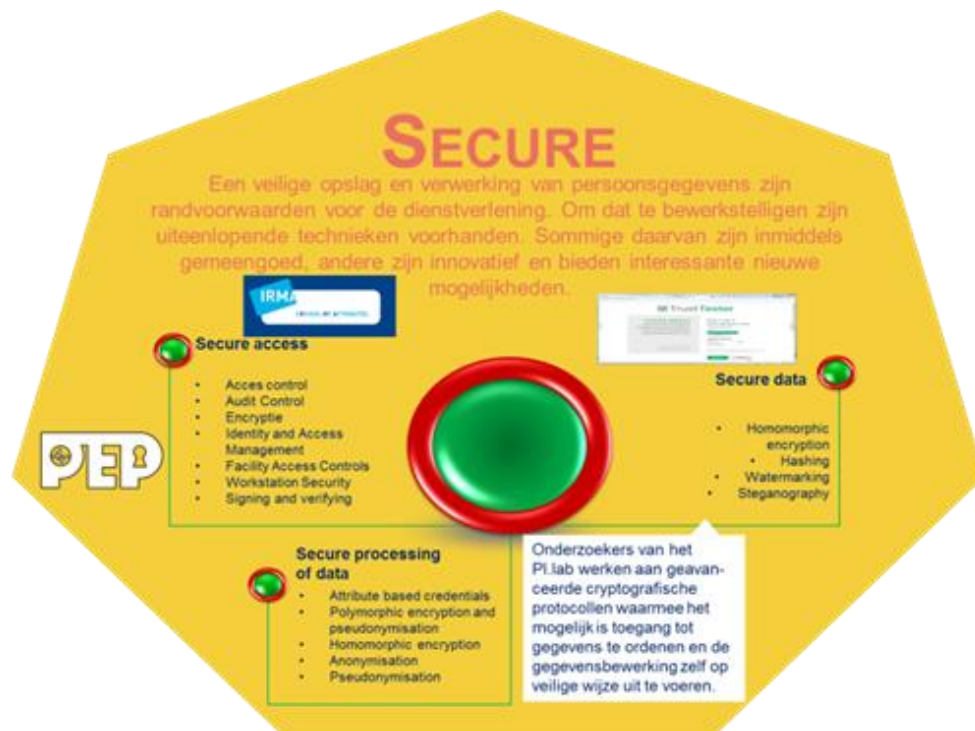 SECURE
Een veilige opslag en verwerking van persoonsgegevens zijn
randvoorwaarden voor de dienstverlening. Om dat te bewerkstelligen zijn
uiteenlopende technieken voorhanden. Sommige daarvan zijn inmiddels
gemeengoed, andere zijn innovatief en bieden interessante nieuwe
mogelijkheden.
IRMA
Trust Tester
Secure access
• Acces control
• Audit Control
• Encryptie
• Identity and Access
Management
• Facility Access Controls
• Workstation Security
• Signing and verifying
Secure data
• Homomorphic
encryption
• Hashing
• Watermarking
• Steganography
PEP
Secure processing
of data
• Attribute based credentials
• Polymorphic encryption and
pseudonymisation
• Homomorphic encryption
• Anonymisation
• Pseudonymisation
Onderzoekers van het
PI.lab werken aan geavan-
ceerde cryptografische
protocollen waarmee het
mogelijk is toegang tot
gegevens te ordenen en de
gegevensbewerking zelf op
veilige wijze uit te voeren.